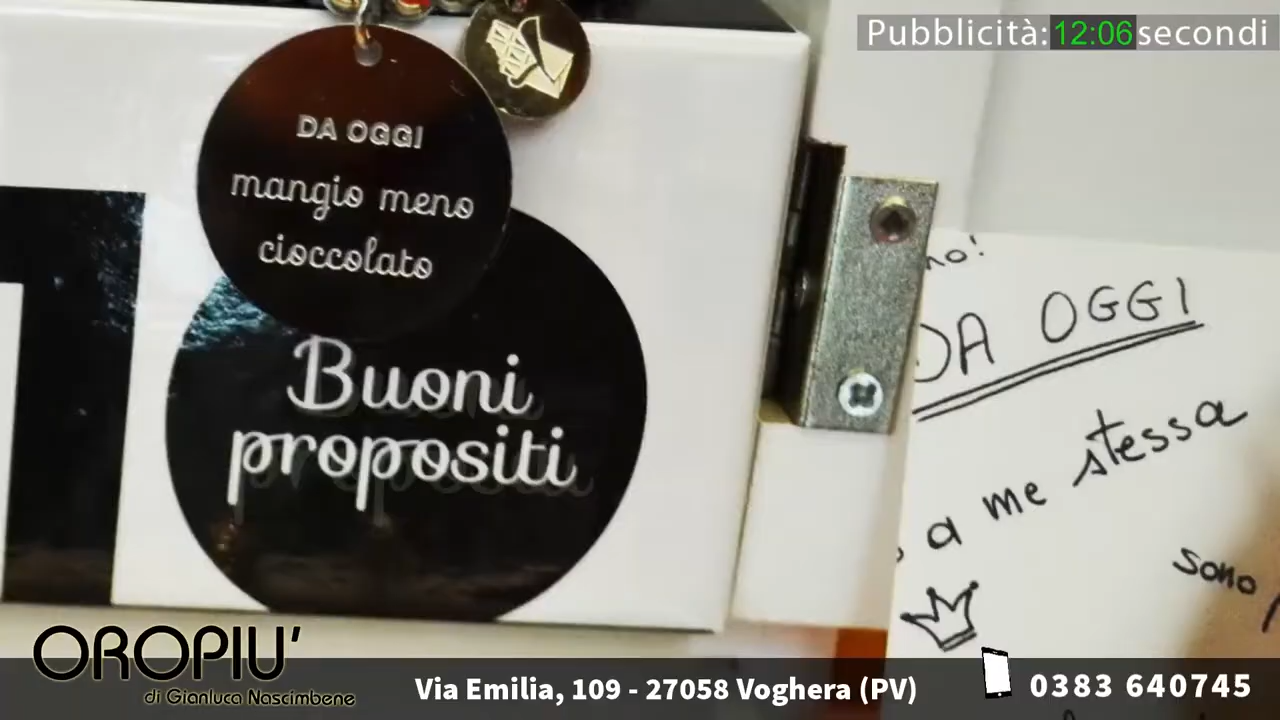 Pubblicità: 12:06 secondi
DA OGGI
mangio meno
cioccolato
Buoni
propositi
no!
DA OGGI
a me stessa
sono
OROPIU'
di Gianluca Nascimbene
Via Emilia, 109 - 27058 Voghera (PV)
0383 640745